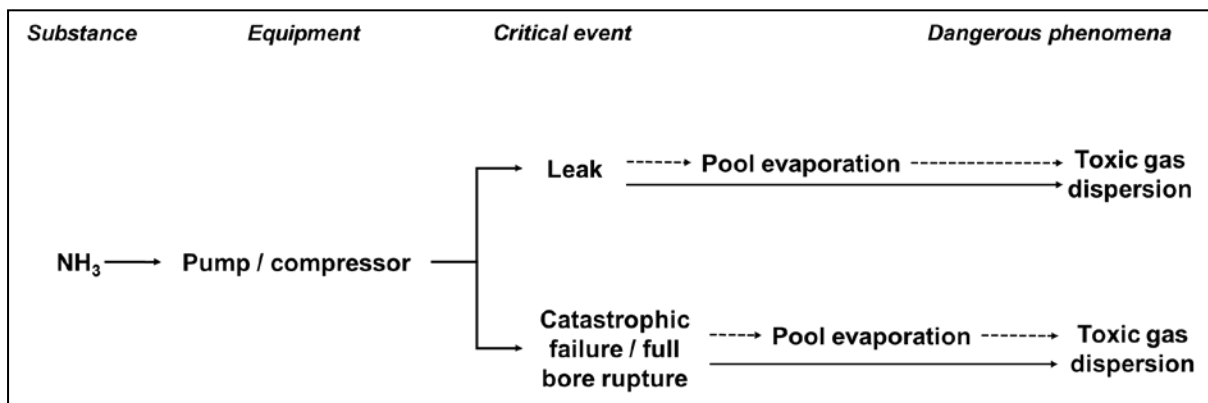 Substance Equipment Critical event Dangerous phenomena
Leak Pool evaporation Toxic gas
dispersion
NH₃ Pump / compressor
Catastrophic
failure / full
bore rupture
Pool evaporation Toxic gas
dispersion